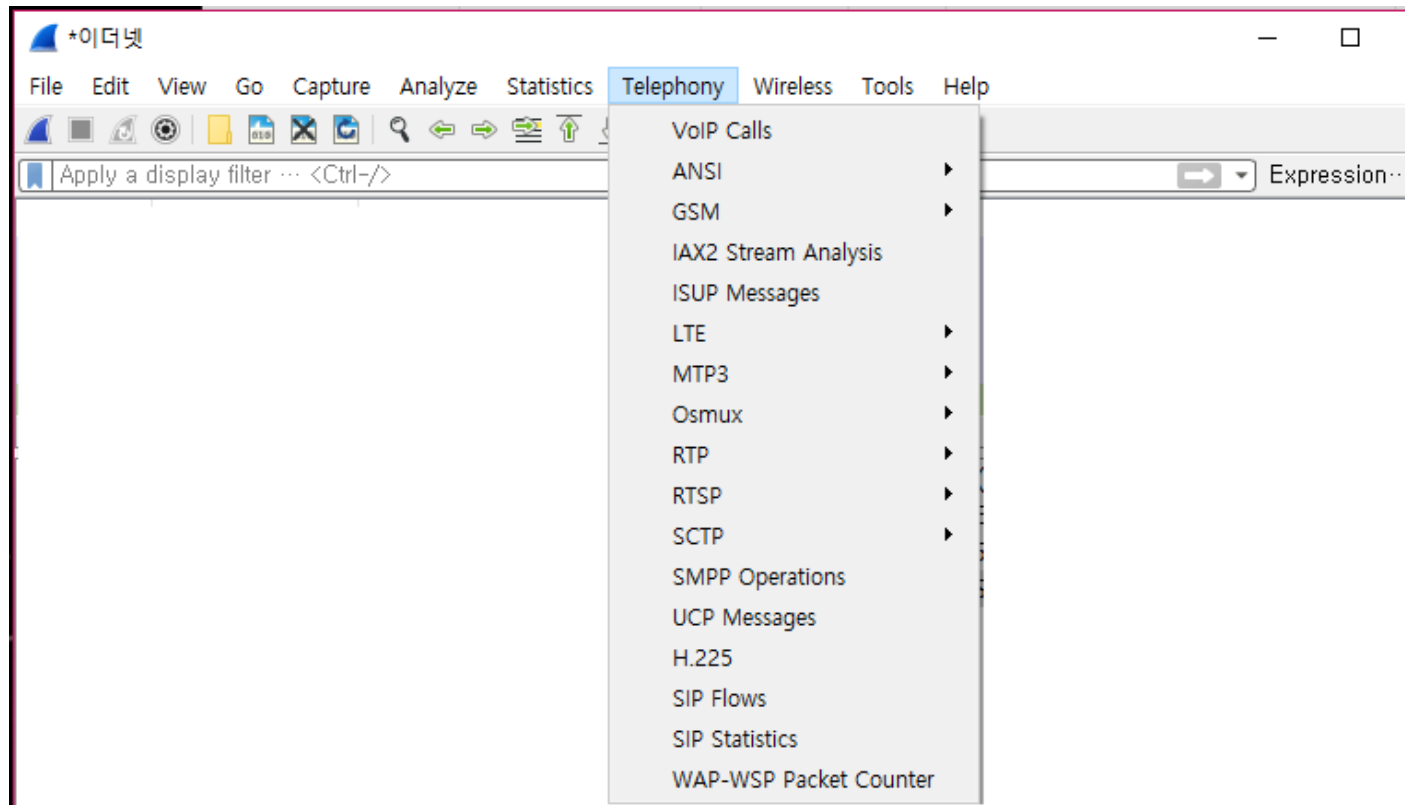 *이더넷
File Edit View Go Capture Analyze Statistics Telephony Wireless Tools Help
Apply a display filter ··· <Ctrl-/>
Expression··
VoIP Calls
ANSI
GSM
IAX2 Stream Analysis
ISUP Messages
LTE
MTP3
Osmux
RTP
RTSP
SCTP
SMPP Operations
UCP Messages
H.225
SIP Flows
SIP Statistics
WAP-WSP Packet Counter